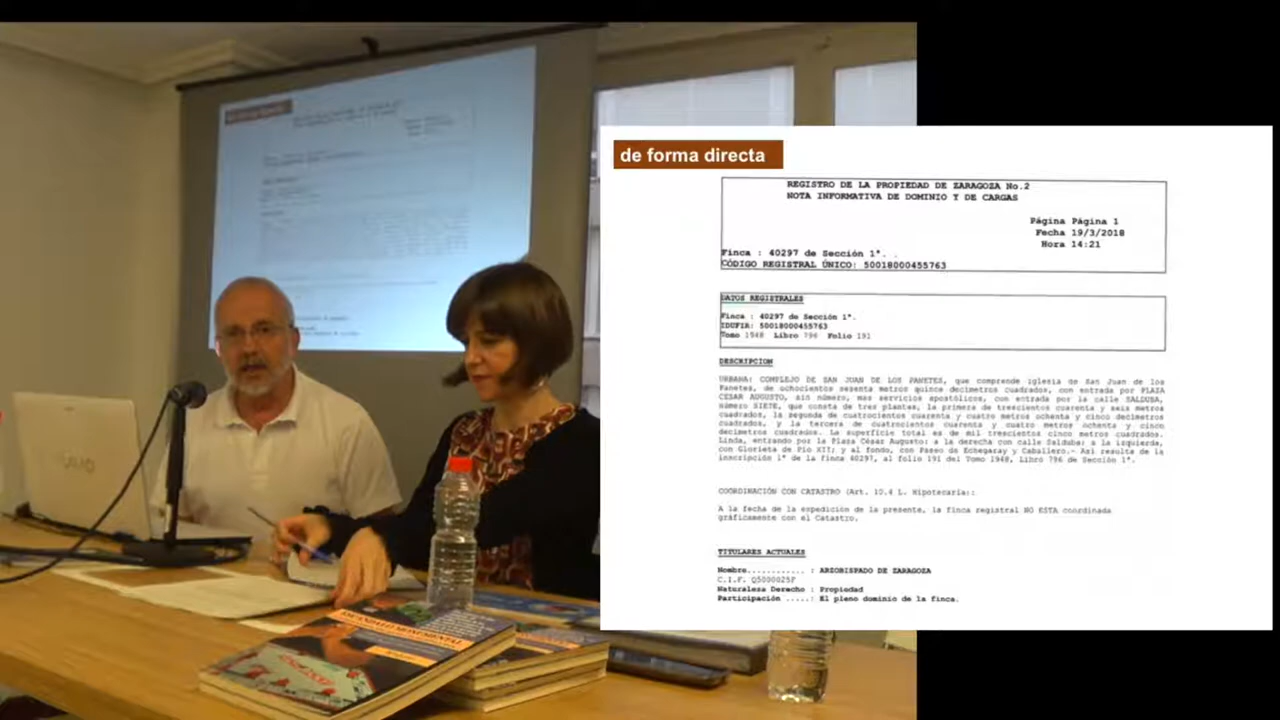 de forma directa
REGISTRO DE LA PROPIEDAD DE ZARAGOZA No.2
NOTA INFORMATIVA DE DOMINIO Y DE CARGAS
Página Página 1
Fecha 19/3/2018
Hora 14:21
Finca : 40297 de Sección 1ª.
CÓDIGO REGISTRAL ÚNICO: 50018000455763
DATOS REGISTRALES
Finca : 40297 de Sección 1ª.
IDUFIR: 50018000455763
Tomo 1948 Libro 796 Folio 191
DESCRIPCION
URBANA: COMPLEJO DE SAN JUAN DE LOS PANETES, que comprende iglesia de San Juan de los
Panetes, de ochocientos sesenta metros quince decímetros cuadrados, con entrada por PLAZA
CESAR AUGUSTO, sin número, mas servicios apostólicos, con entrada por la calle SALDUBA,
número SIETE, que consta de tres plantas, la primera de trescientos cuarenta y seis metros
cuadrados, la segunda de cuatrocientos cuarenta y cuatro metros ochenta y cinco decímetros
cuadrados, y la tercera de cuatrocientos cuarenta y cuatro metros ochenta y cinco
decímetros cuadrados. La superficie total es de mil trescientos cinco metros cuadrados.
Linda, entrando por la Plaza César Augusto: a la derecha con calle Salduba; a la izquierda,
con Glorieta de Pío XII; y al fondo, con Paseo de Echegaray y Caballero.- Así resulta de la
inscripción 1ª de la finca 40297, al folio 191 del Tomo 1948, Libro 796 de Sección 1ª.
COORDINACIÓN CON CATASTRO (Art. 10.4 L. Hipotecaria):
A la fecha de la expedición de la presente, la finca registral NO ESTA coordinada
gráficamente con el Catastro.
TITULARES ACTUALES
Nombre........... : ARZOBISPADO DE ZARAGOZA
C.I.F. Q5000025F
Naturaleza Derecho : Propiedad
Participación .....: El pleno dominio de la finca.
ESCÁNDALO MONUMENTAL